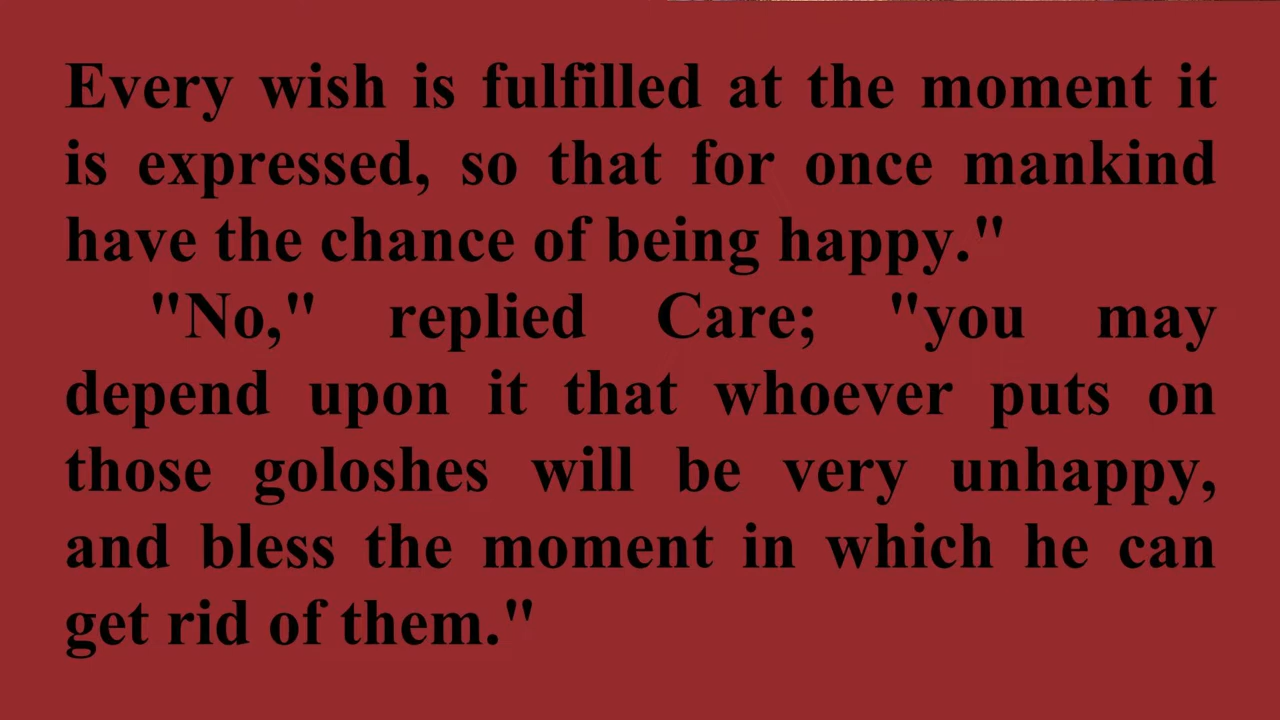 Every wish is fulfilled at the moment it
is expressed, so that for once mankind
have the chance of being happy."
"No," replied Care; "you may
depend upon it that whoever puts on
those goloshes will be very unhappy,
and bless the moment in which he can
get rid of them."